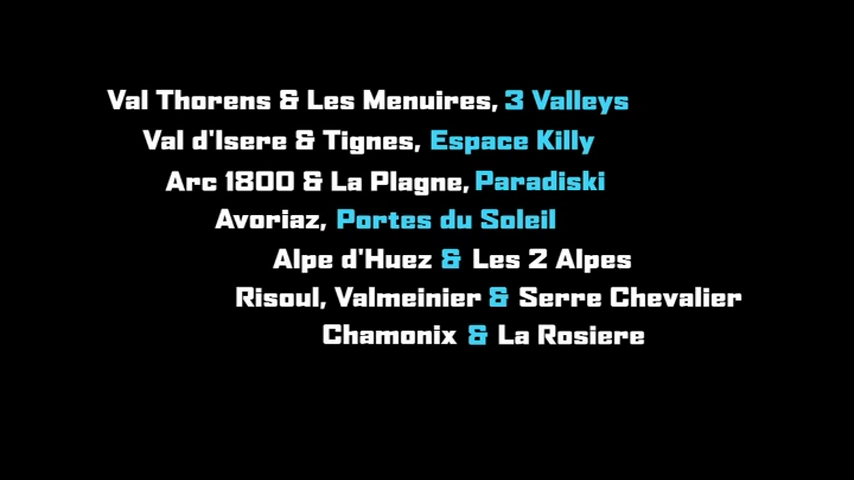 Val Thorens & Les Menuires, 3 Valleys
Val d'Isere & Tignes, Espace Killy
Arc 1800 & La Plagne, Paradiski
Avoriaz, Portes du Soleil
Alpe d'Huez & Les 2 Alpes
Risoul, Valmeinier & Serre Chevalier
Chamonix & La Rosiere